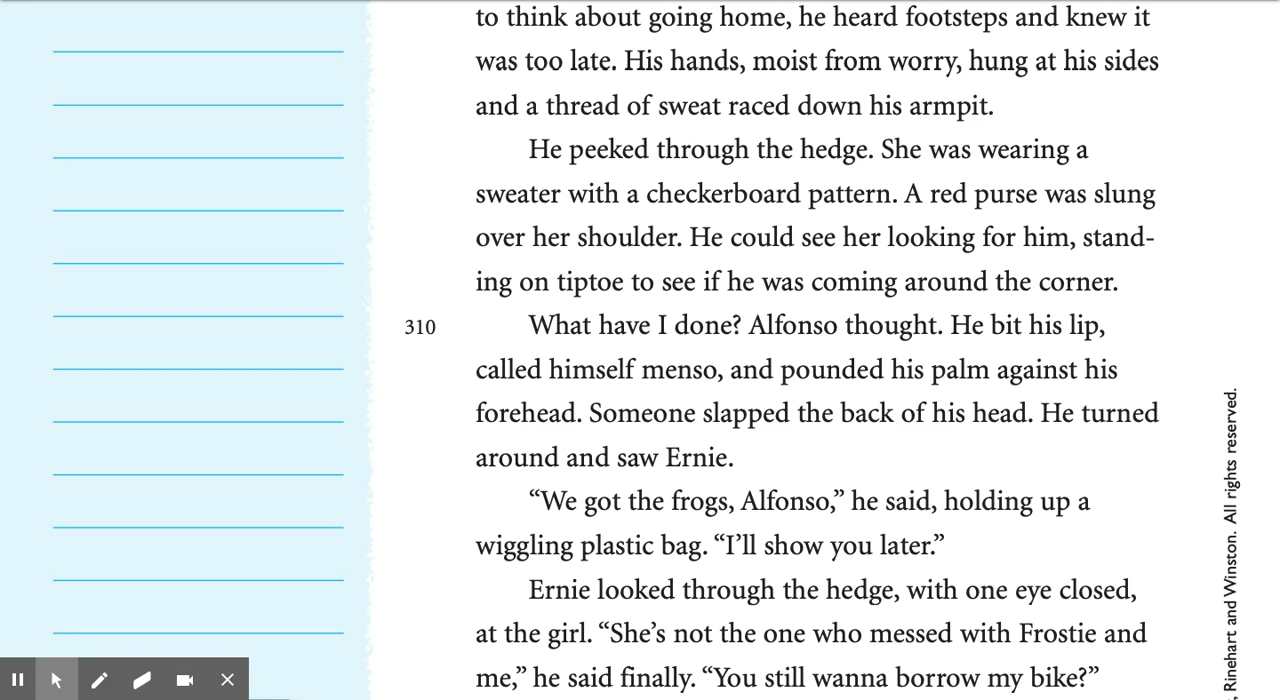 to think about going home, he heard footsteps and knew it
was too late. His hands, moist from worry, hung at his sides
and a thread of sweat raced down his armpit.
He peeked through the hedge. She was wearing a
sweater with a checkerboard pattern. A red purse was slung
over her shoulder. He could see her looking for him, stand-
ing on tiptoe to see if he was coming around the corner.
310 What have I done? Alfonso thought. He bit his lip,
called himself menso, and pounded his palm against his
forehead. Someone slapped the back of his head. He turned
around and saw Ernie.
“We got the frogs, Alfonso,” he said, holding up a
wiggling plastic bag. “I’ll show you later.”
Ernie looked through the hedge, with one eye closed,
at the girl. “She’s not the one who messed with Frostie and
me,” he said finally. “You still wanna borrow my bike?”
, Rinehart and Winston. All rights reserved.